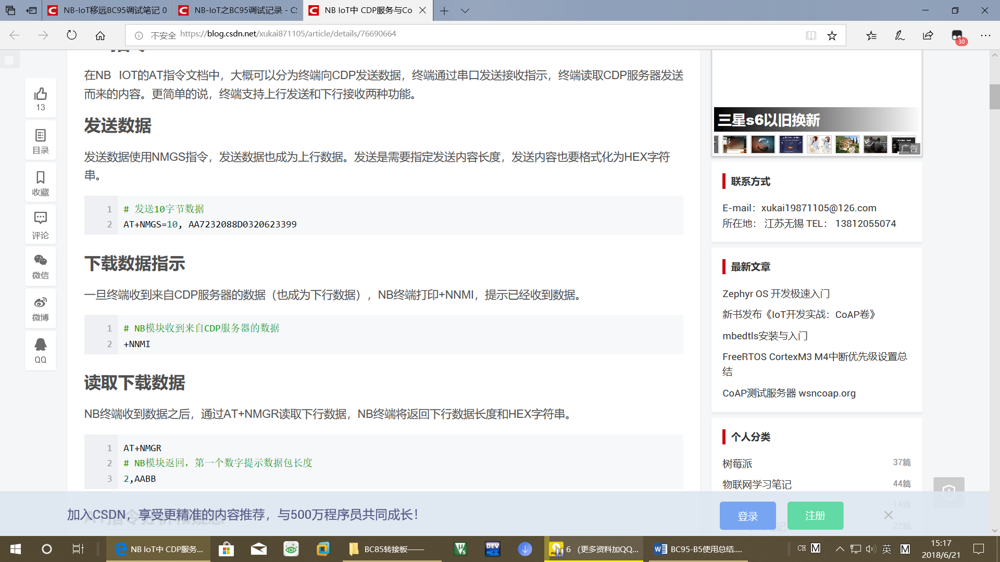 NB-IoT移远BC95调试笔记 0
NB-IoT之BC95调试记录 - CS
NB IoT中 CDP服务与Co
不安全 https://blog.csdn.net/xukai871105/article/details/76690664
30
在NB IOT的AT指令文档中，大概可以分为终端向CDP发送数据，终端通过串口发送接收指示，终端读取CDP服务器发送
而来的内容。更简单的说，终端支持上行发送和下行接收两种功能。
发送数据
发送数据使用NMGS指令，发送数据也成为上行数据。发送是需要指定发送内容长度，发送内容也要格式化为HEX字符
串。
1 # 发送10字节数据
2 AT+NMGS=10, AA7232088D0320623399
下载数据指示
一旦终端收到来自CDP服务器的数据（也成为下行数据），NB终端打印+NNMI，提示已经收到数据。
1 # NB模块收到来自CDP服务器的数据
2 +NNMI
读取下载数据
NB终端收到数据之后，通过AT+NMGR读取下行数据，NB终端将返回下行数据长度和HEX字符串。
1 AT+NMGR
2 # NB模块返回，第一个数字提示数据包长度
3 2,AABB
13
目录
收藏
评论
微信
微博
QQ
三星s6以旧换新
广告
联系方式
E-mail：xukai19871105@126.com
所在地： 江苏无锡 TEL： 13812055074
最新文章
Zephyr OS 开发极速入门
新书发布《IoT开发实战：CoAP卷》
mbedtls安装与入门
FreeRTOS CortexM3 M4中断优先级设置总
结
CoAP测试服务器 wsncoap.org
个人分类
树莓派 37篇
物联网学习笔记 44篇
14篇
22篇
加入CSDN，享受更精准的内容推荐，与500万程序员共同成长！
登录
注册
NB IoT中 CDP服务...
BC85转接板——
DEV
6 （更多资料加QQ...
BC95-B5使用总结....
CH M
英 M
15:17
2018/6/21